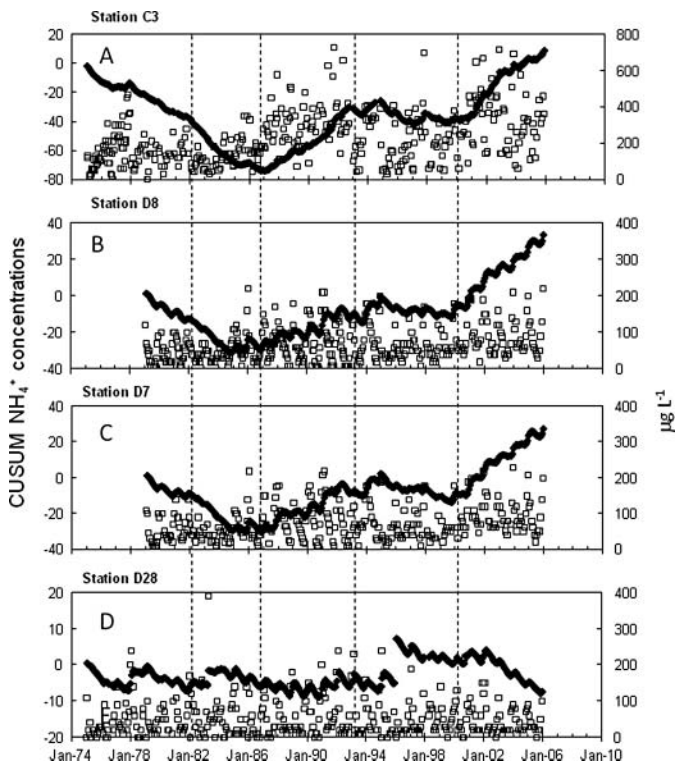 Station C3
20 A 800
0 700
600
-20 500
-40 400
300
-60 200
100
-80 0
Station D8
40 B 400
20 300
0 200
-20 100
-40 0
Station D7
40 C 400
20 300
0 200
-20 100
-40 0
Station D28
20 D 400
10 300
0 200
-10 100
-20 0
Jan-74 Jan-78 Jan-82 Jan-86 Jan-90 Jan-94 Jan-98 Jan-02 Jan-06 Jan-10
CUSUM NH₄⁺ concentrations
µg L⁻¹